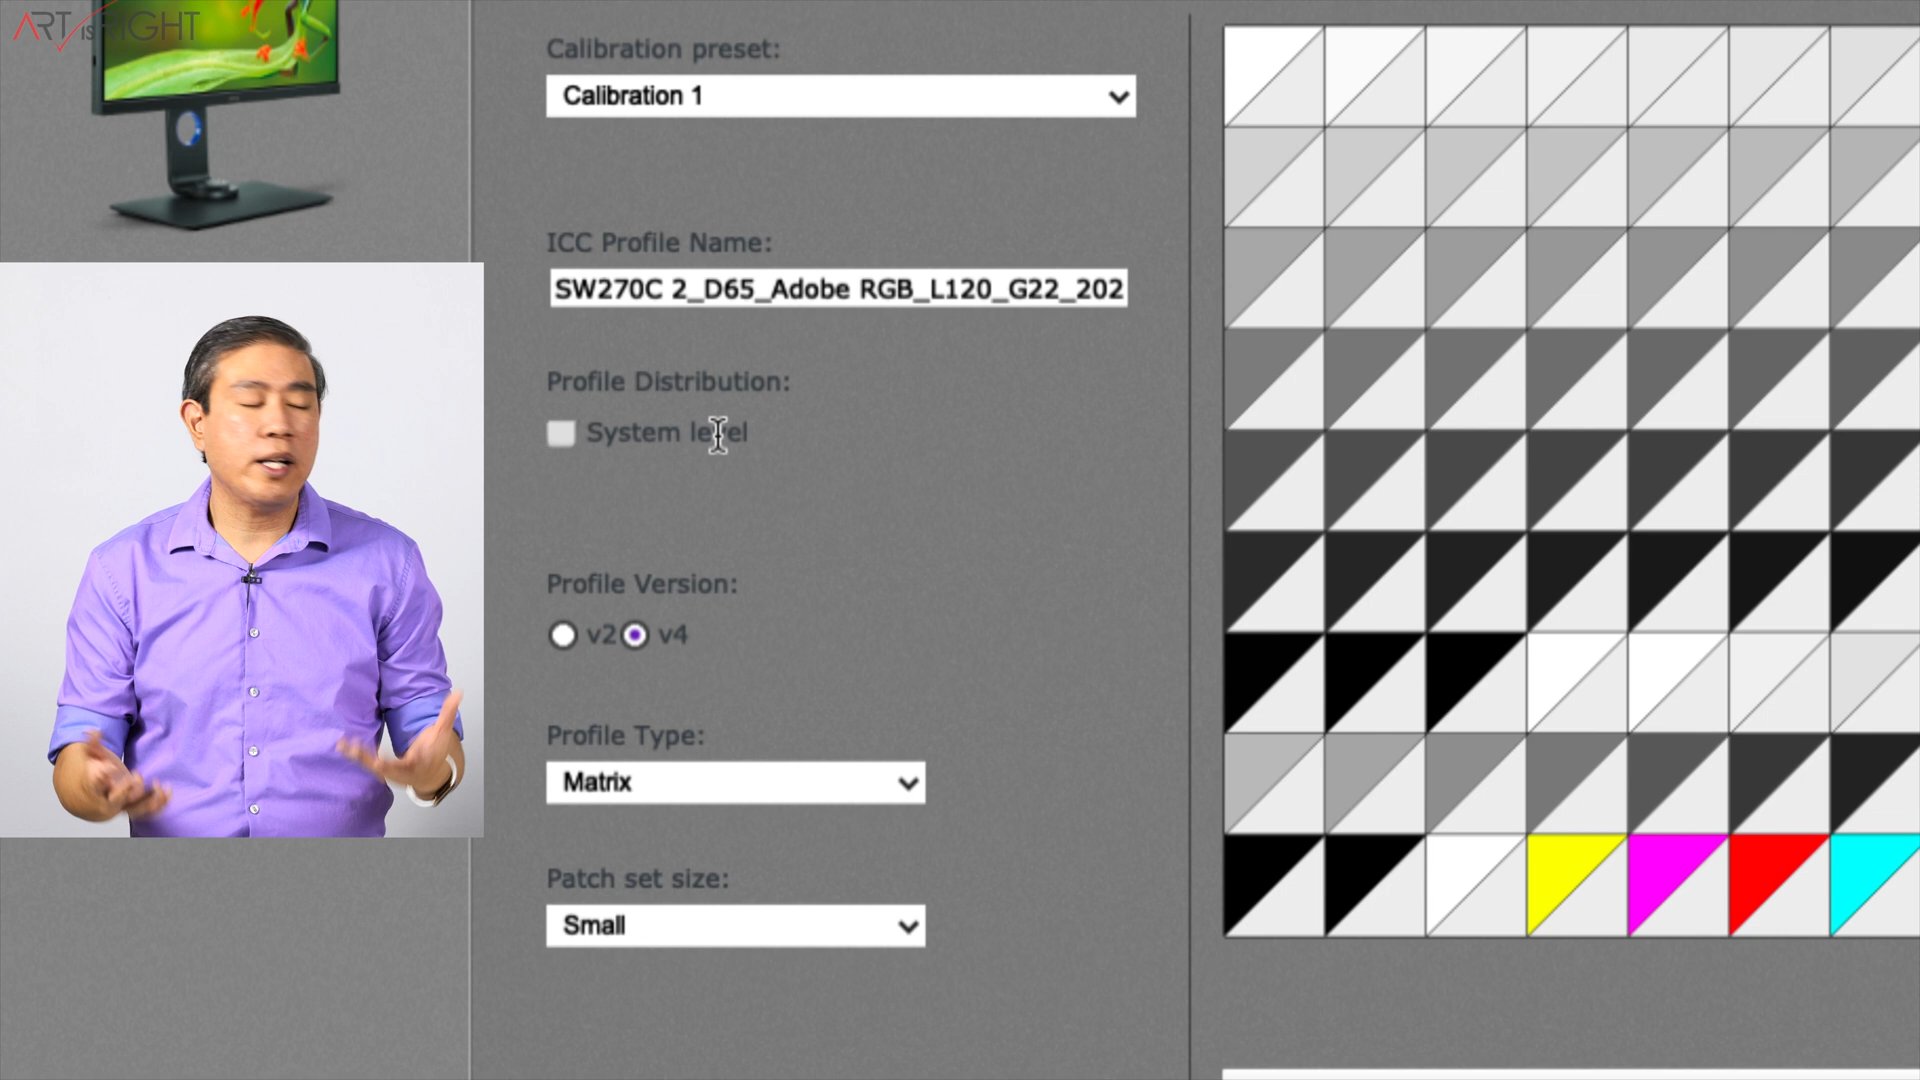 ART is RIGHT
Calibration preset:
Calibration 1
ICC Profile Name:
SW270C 2_D65_Adobe RGB_L120_G22_202
Profile Distribution:
System level
Profile Version:
v2 v4
Profile Type:
Matrix
Patch set size:
Small